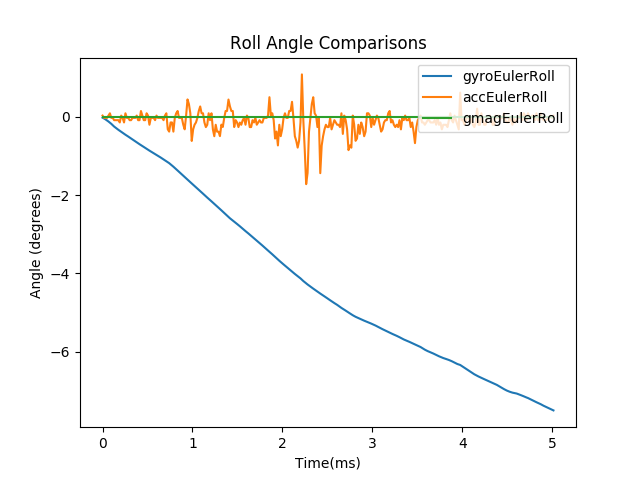 Roll Angle Comparisons
gyroEulerRoll
accEulerRoll
gmagEulerRoll
0
−2
−4
−6
Angle (degrees)
0 1 2 3 4 5
Time(ms)